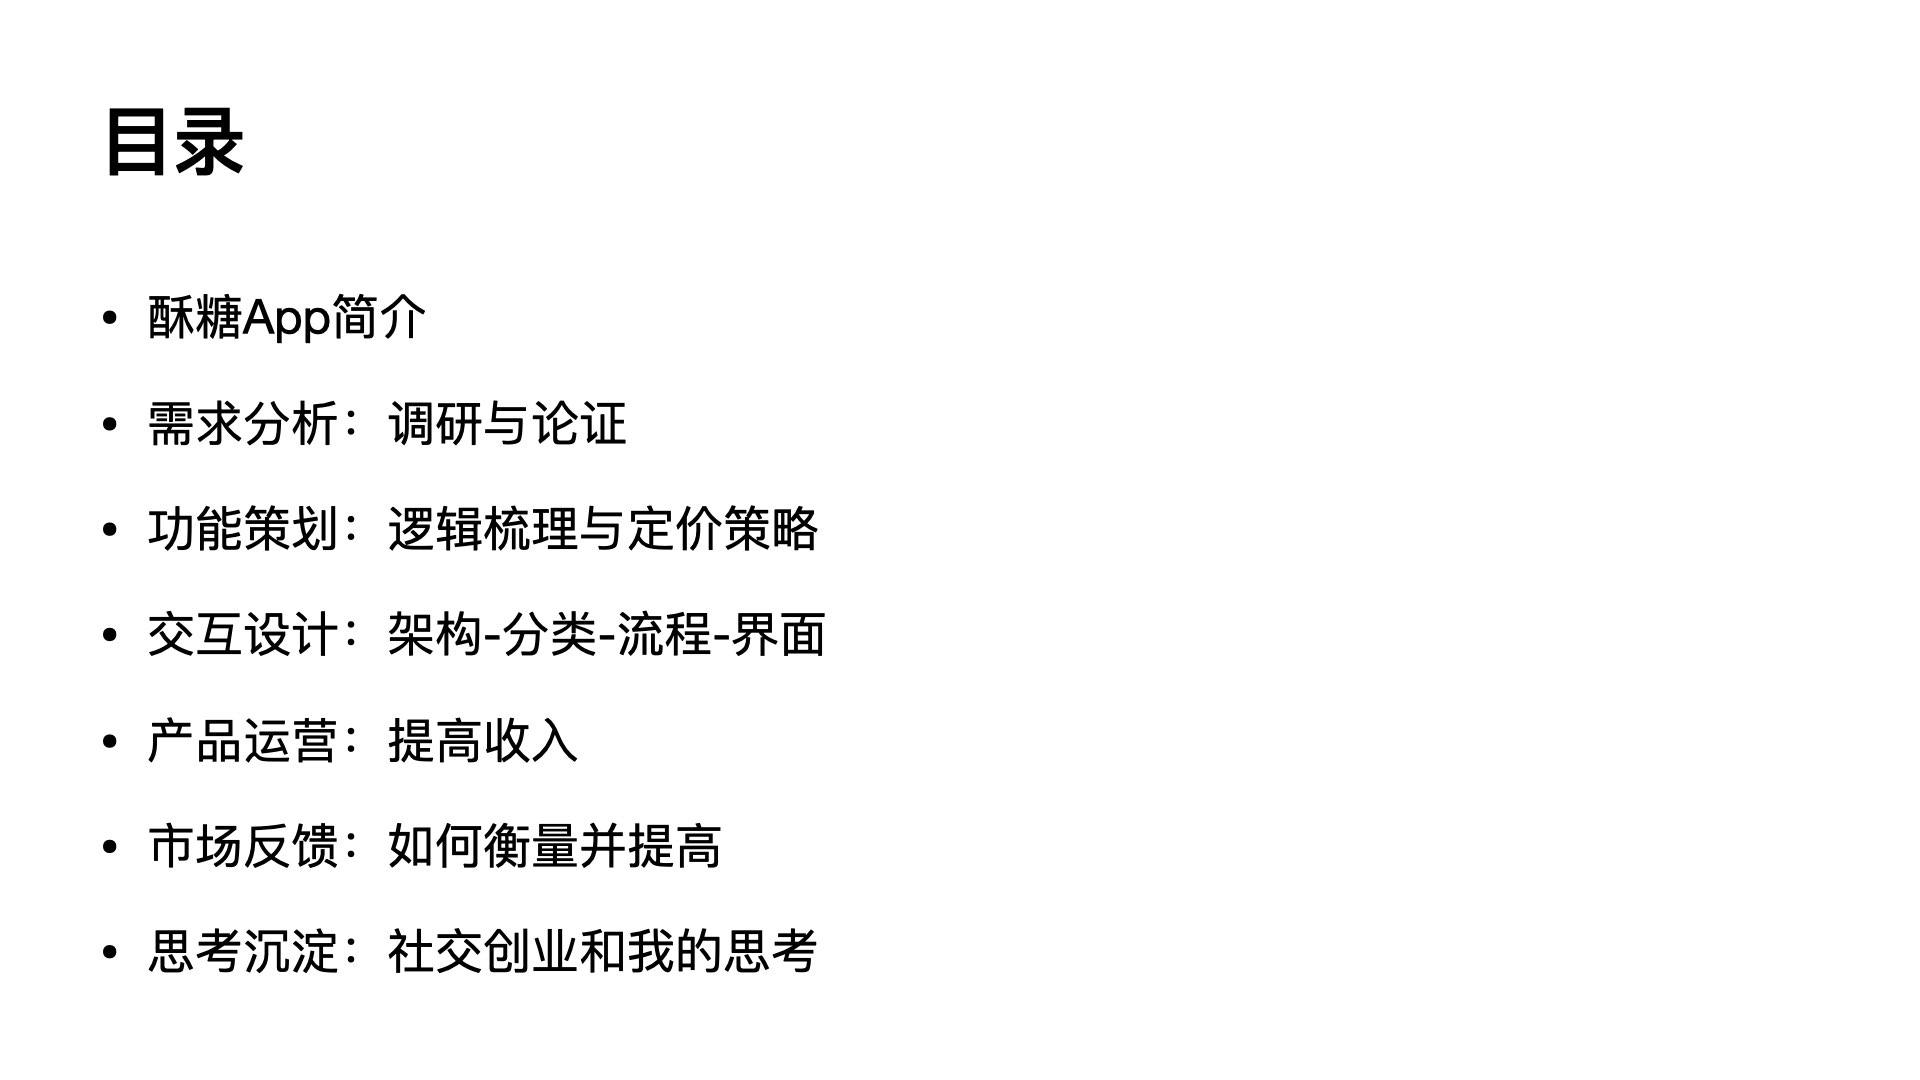 目录
• 酥糖App简介
• 需求分析：调研与论证
• 功能策划：逻辑梳理与定价策略
• 交互设计：架构-分类-流程-界面
• 产品运营：提高收入
• 市场反馈：如何衡量并提高
• 思考沉淀：社交创业和我的思考